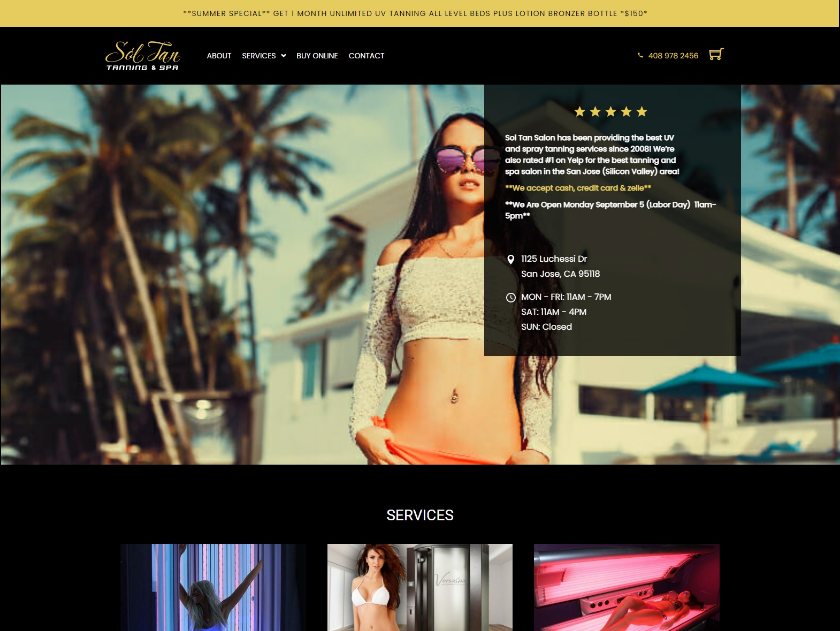 **SUMMER SPECIAL** GET 1 MONTH UNLIMITED UV TANNING ALL LEVEL BEDS PLUS LOTION BRONZER BOTTLE *$150*
Sól Tan
TANNING & SPA
ABOUT SERVICES BUY ONLINE CONTACT
408 978 2456
Sol Tan Salon has been providing the best UV
and spray tanning services since 2008! We're
also rated #1 on Yelp for the best tanning and
spa salon in the San Jose (Silicon Valley) area!
**We accept cash, credit card & zelle**
**We Are Open Monday September 5 (Labor Day) 11am-
5pm**
1125 Luchessi Dr
San Jose, CA 95118
MON - FRI: 11AM - 7PM
SAT: 11AM - 4PM
SUN: Closed
SERVICES